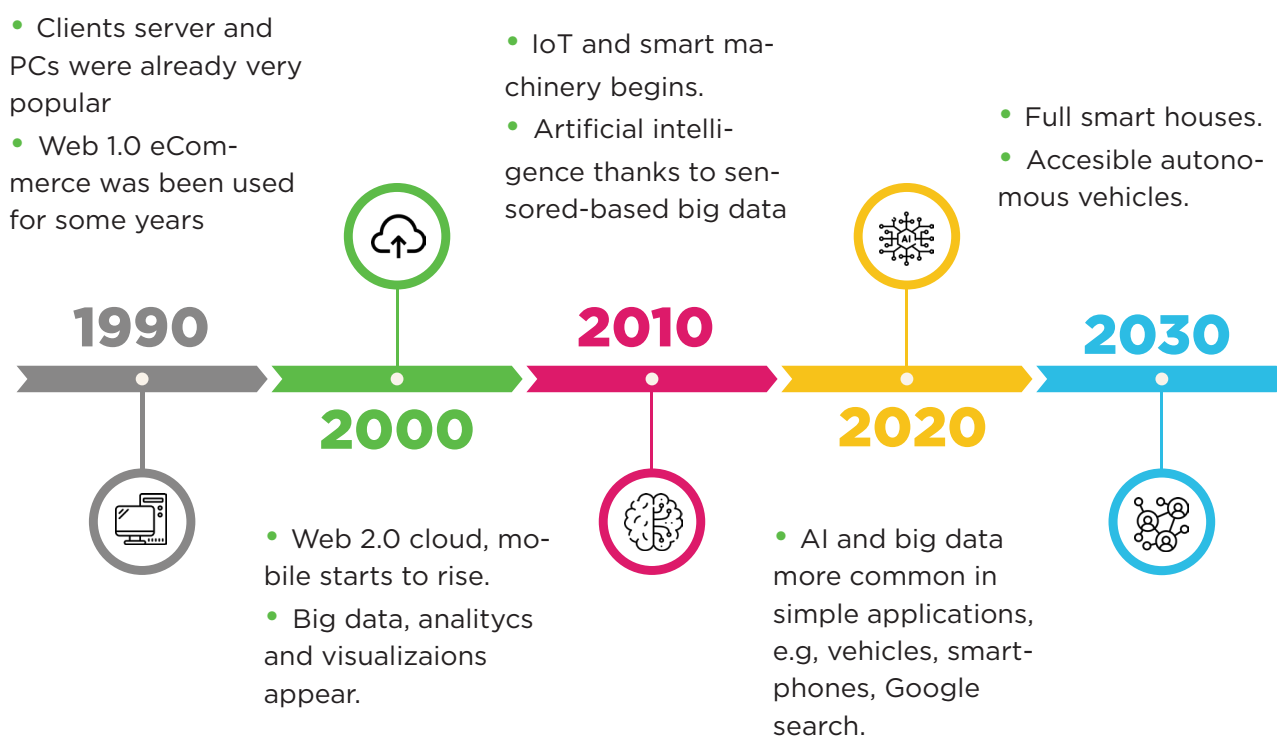 • Clients server and
PCs were already very
popular
• Web 1.0 eCom-
merce was been used
for some years
1990
2000
• Web 2.0 cloud, mo-
bile starts to rise.
• Big data, analitycs
and visualizaions
appear.
• IoT and smart ma-
chinery begins.
• Artificial intelli-
gence thanks to sen-
sored-based big data
2010
AI
2020
• AI and big data
more common in
simple applications,
e.g, vehicles, smart-
phones, Google
search.
• Full smart houses.
• Accesible autono-
mous vehicles.
2030